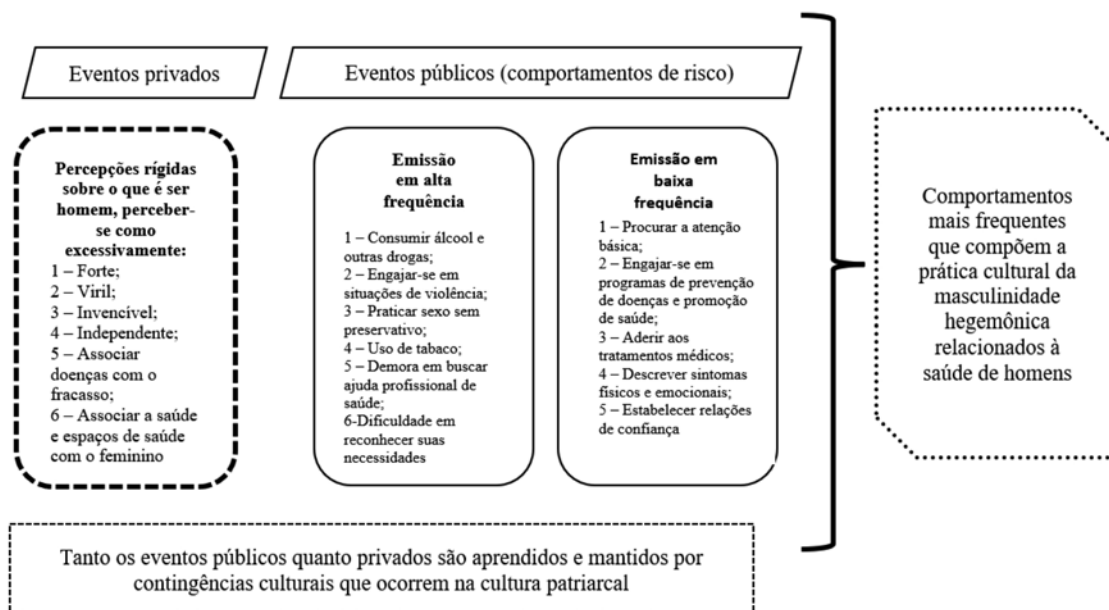 Eventos privados
Eventos públicos (comportamentos de risco)
Percepções rígidas
sobre o que é ser
homem, perceber-
se como
excessivamente:
1 – Forte;
2 – Viril;
3 – Invencível;
4 – Independente;
5 – Associar
doenças com o
fracasso;
6 – Associar a saúde
e espaços de saúde
com o feminino
Emissão
em alta
frequência
1 – Consumir álcool e
outras drogas;
2 – Engajar-se em
situações de violência;
3 – Praticar sexo sem
preservativo;
4 – Uso de tabaco;
5 – Demora em buscar
ajuda profissional de
saúde;
6-Dificuldade em
reconhecer suas
necessidades
Emissão em
baixa
frequência
1 – Procurar a atenção
básica;
2 – Engajar-se em
programas de prevenção
de doenças e promoção
de saúde;
3 – Aderir aos
tratamentos médicos;
4 – Descrever sintomas
físicos e emocionais;
5 – Estabelecer relações
de confiança
Comportamentos
mais frequentes
que compõem a
prática cultural da
masculinidade
hegemônica
relacionados à
saúde de homens
Tanto os eventos públicos quanto privados são aprendidos e mantidos por
contingências culturais que ocorrem na cultura patriarcal